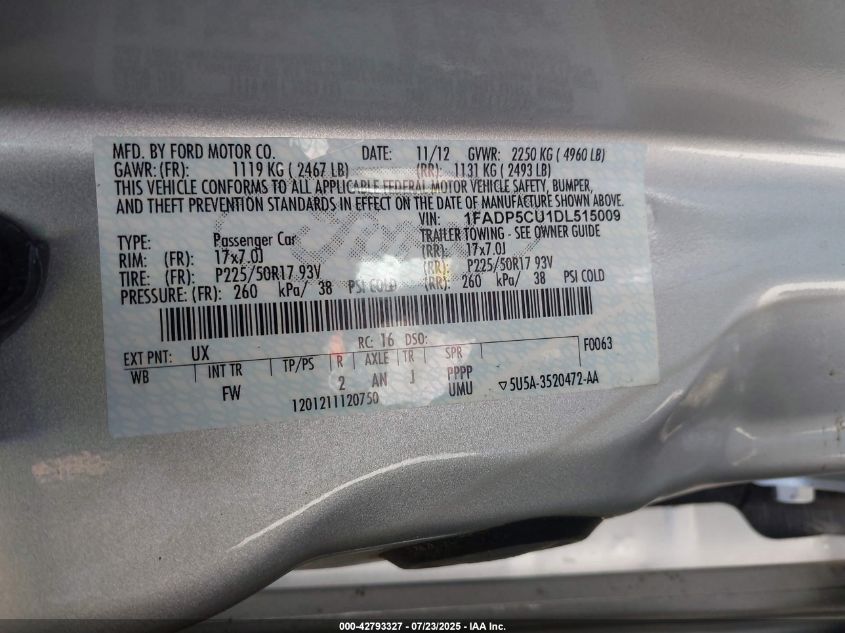 MFD. BY FORD MOTOR CO. DATE: 11/12 GVWR: 2250 KG ( 4960 LB)
GAWR: (FR): 1119 KG ( 2467 LB) (RR): 1131 KG ( 2493 LB)
THIS VEHICLE CONFORMS TO ALL APPLICABLE FEDERAL MOTOR VEHICLE SAFETY, BUMPER,
AND THEFT PREVENTION STANDARDS IN EFFECT ON THE DATE OF MANUFACTURE SHOWN ABOVE.
VIN: 1FADP5CU1DL515009
TYPE: Passenger Car TRAILER TOWING - SEE OWNER GUIDE
RIM: (FR): 17x7.0J (RR): 17x7.0J
TIRE: (FR): P225/50R17 93V (RR): P225/50R17 93V
PRESSURE: (FR): 260 kPa/ 38 PSI COLD (RR): 260 kPa/ 38 PSI COLD
EXT PNT: UX RC: 16 DSO: F0063
WB INT TR TP/PS R AXLE TR SPR
FW 2 AN J PPPP
UMU
1201211120750 ▽5U5A-3520472-AA
000-42793327 - 07/23/2025 - IAA Inc.